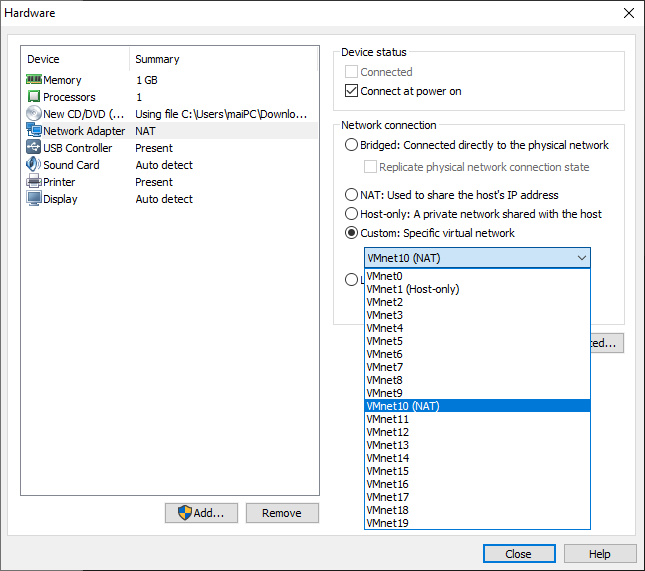 Hardware
Device Summary
Memory 1 GB
Processors 1
New CD/DVD (... Using file C:\Users\maiPC\Downlo...
Network Adapter NAT
USB Controller Present
Sound Card Auto detect
Printer Present
Display Auto detect
Add... Remove
Device status
Connected
Connect at power on
Network connection
Bridged: Connected directly to the physical network
Replicate physical network connection state
NAT: Used to share the host's IP address
Host-only: A private network shared with the host
Custom: Specific virtual network
VMnet10 (NAT)
VMnet0
VMnet1 (Host-only)
VMnet2
VMnet3
VMnet4
VMnet5
VMnet6
VMnet7
VMnet8
VMnet9
VMnet10 (NAT)
VMnet11
VMnet12
VMnet13
VMnet14
VMnet15
VMnet16
VMnet17
VMnet18
VMnet19
Close Help